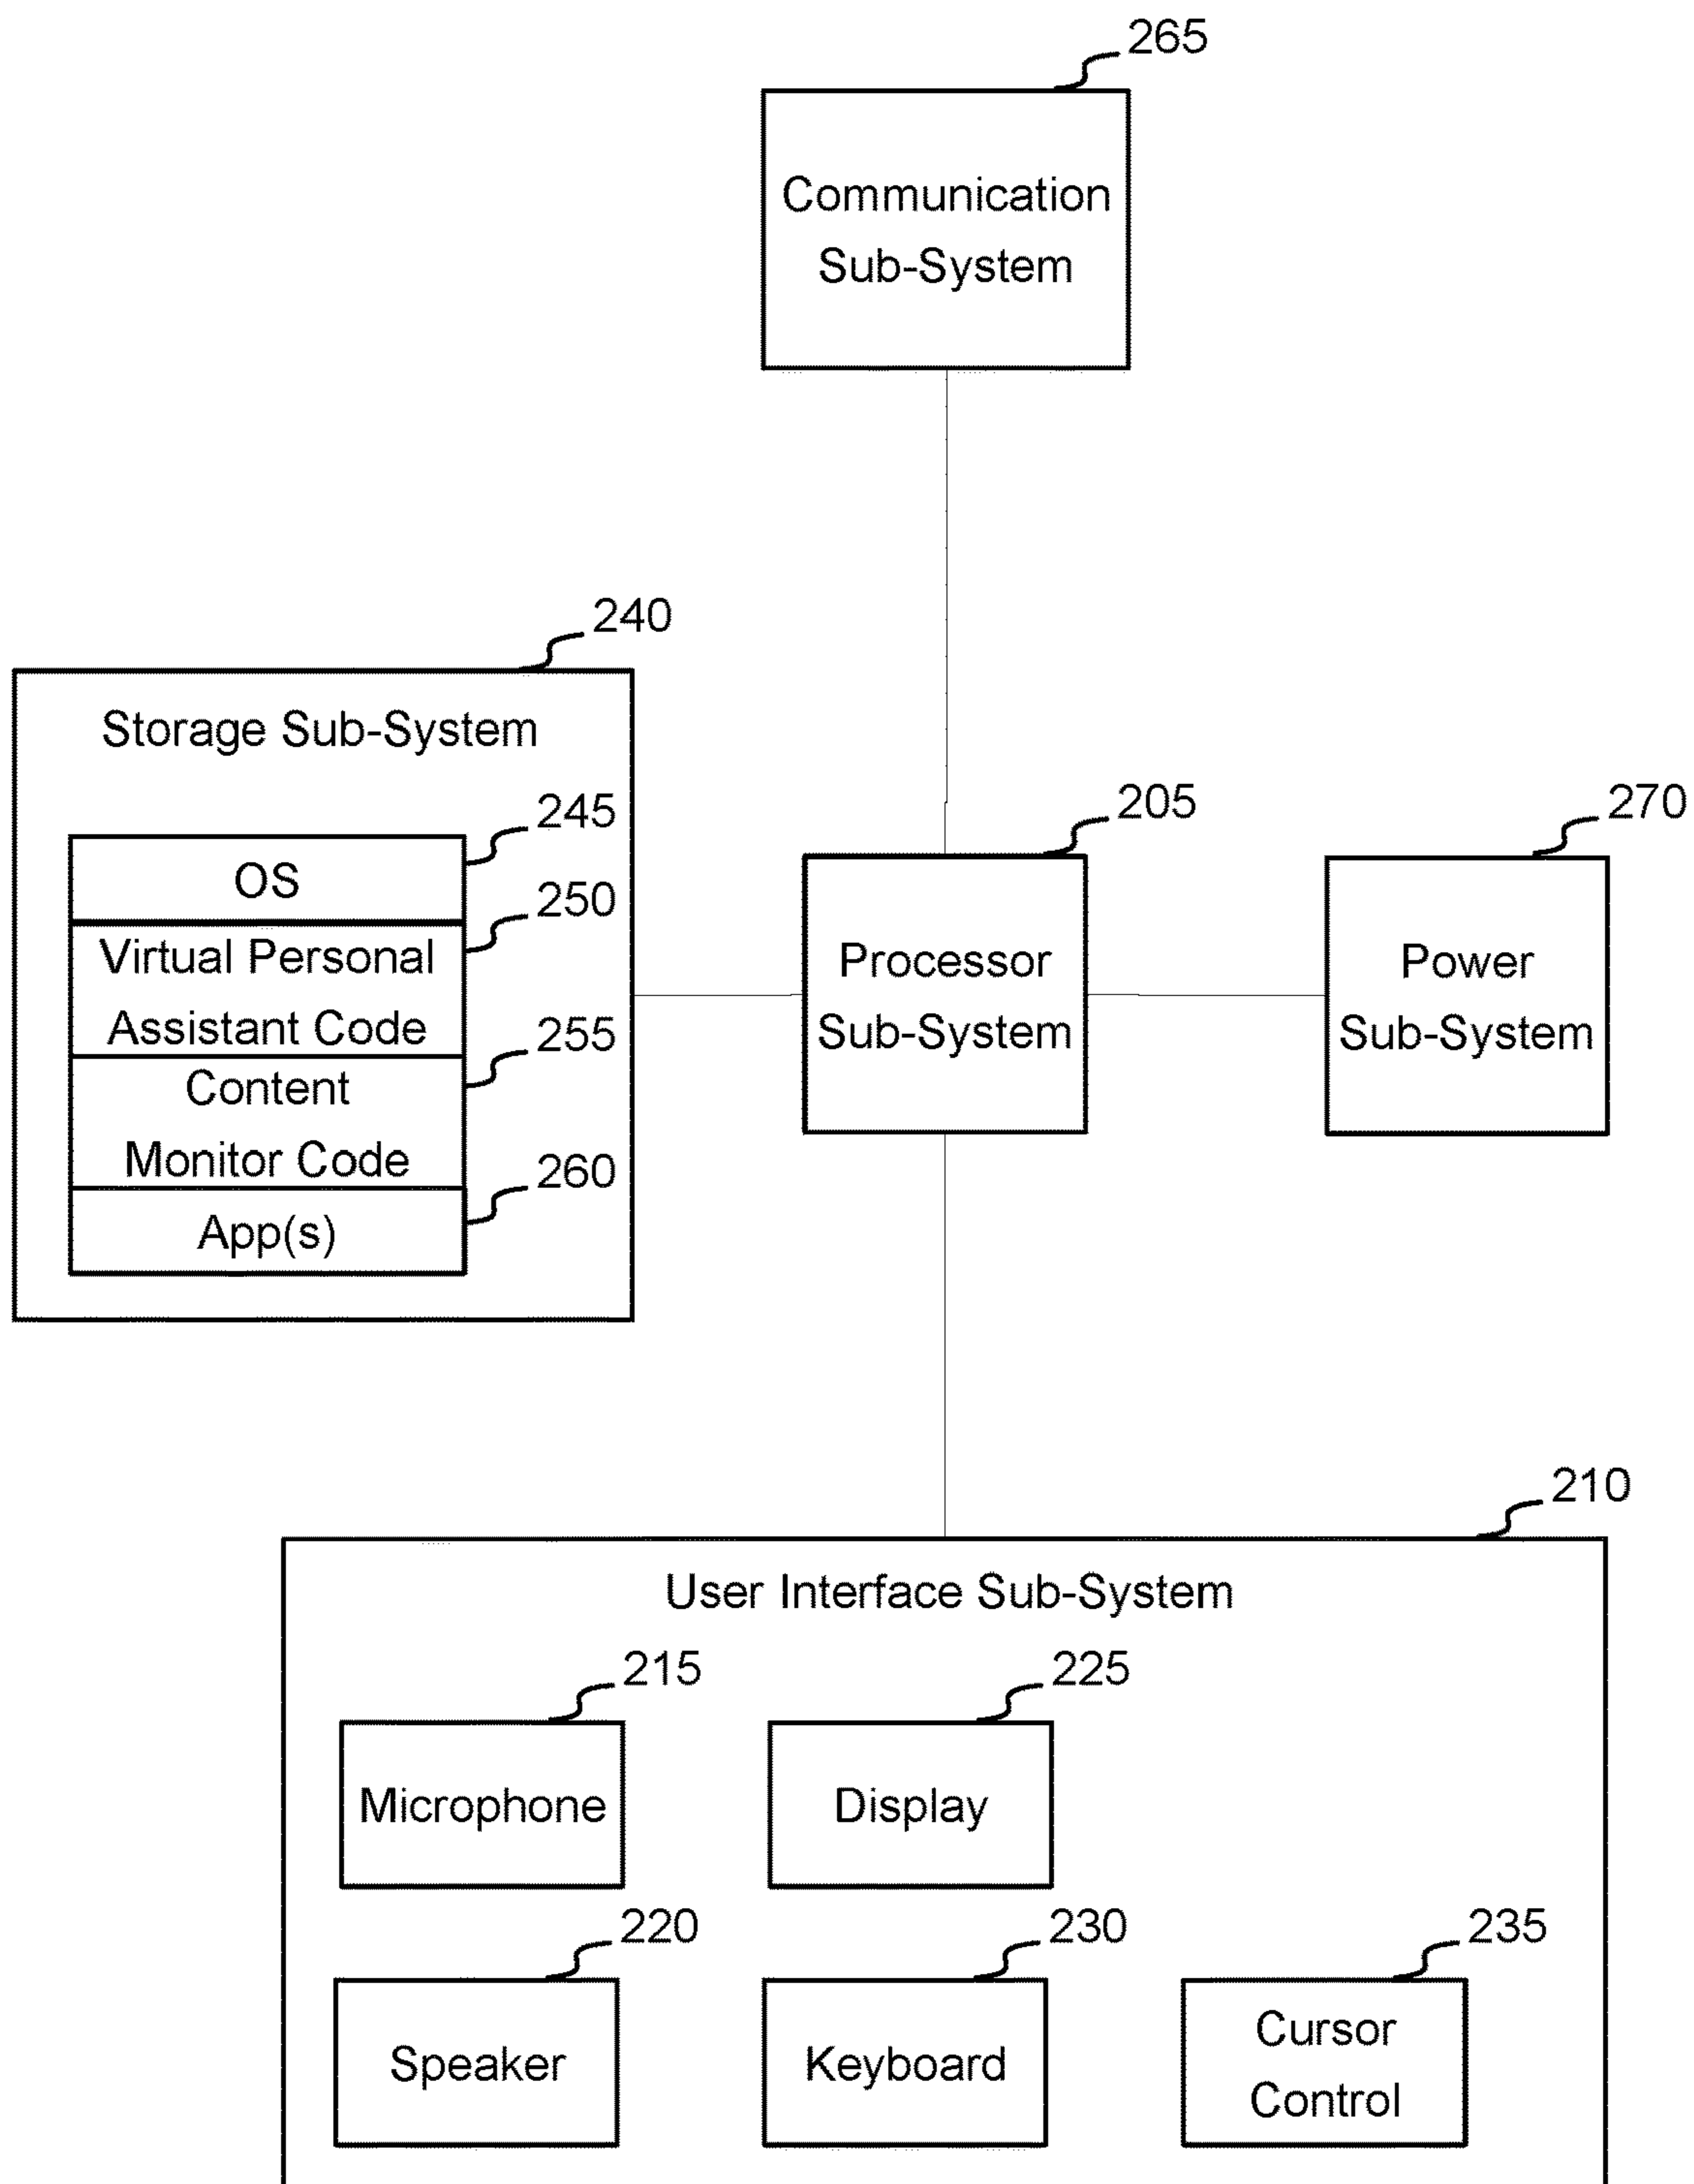 265
Communication
Sub-System
240
Storage Sub-System
245
OS
250
Virtual Personal
Assistant Code
255
Content
Monitor Code
260
App(s)
205
Processor
Sub-System
270
Power
Sub-System
210
User Interface Sub-System
215
Microphone
225
Display
220
Speaker
230
Keyboard
235
Cursor
Control